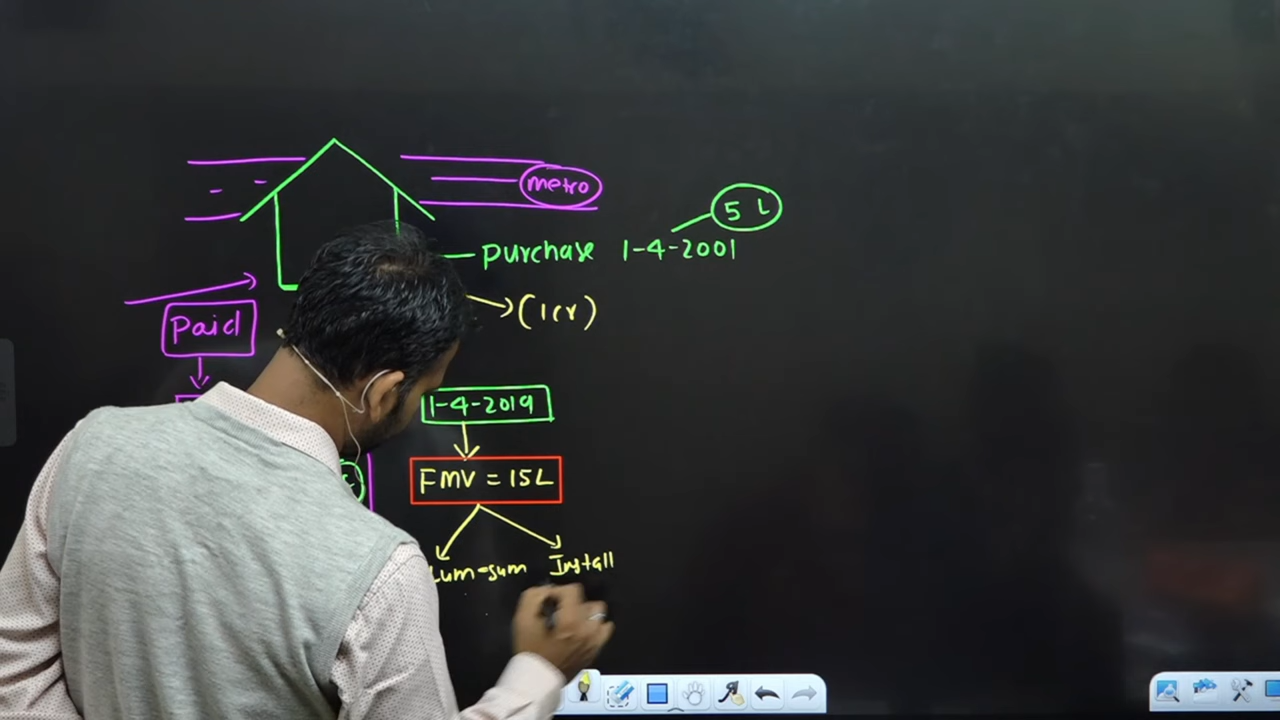 metro
5 L
purchase 1-4-2001
(1cr)
Paid
1-4-2019
FMV = 15L
Lum-sum Install